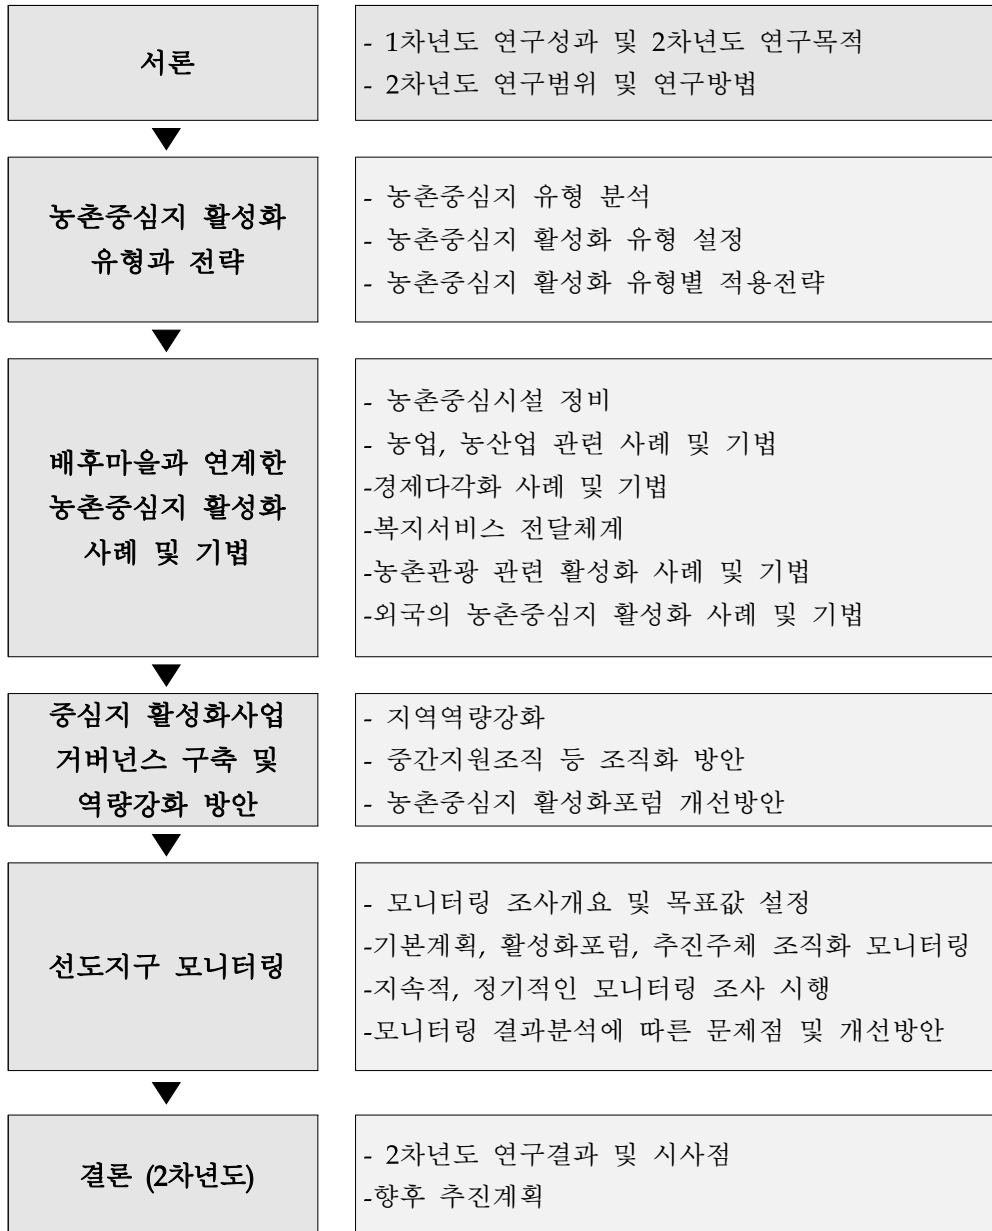 서론
- 1차년도 연구성과 및 2차년도 연구목적
- 2차년도 연구범위 및 연구방법
농촌중심지 활성화
유형과 전략
- 농촌중심지 유형 분석
- 농촌중심지 활성화 유형 설정
- 농촌중심지 활성화 유형별 적용전략
배후마을과 연계한
농촌중심지 활성화
사례 및 기법
- 농촌중심시설 정비
- 농업, 농산업 관련 사례 및 기법
-경제다각화 사례 및 기법
-복지서비스 전달체계
-농촌관광 관련 활성화 사례 및 기법
-외국의 농촌중심지 활성화 사례 및 기법
중심지 활성화사업
거버넌스 구축 및
역량강화 방안
- 지역역량강화
- 중간지원조직 등 조직화 방안
- 농촌중심지 활성화포럼 개선방안
선도지구 모니터링
- 모니터링 조사개요 및 목표값 설정
-기본계획, 활성화포럼, 추진주체 조직화 모니터링
-지속적, 정기적인 모니터링 조사 시행
-모니터링 결과분석에 따른 문제점 및 개선방안
결론 (2차년도)
- 2차년도 연구결과 및 시사점
-향후 추진계획